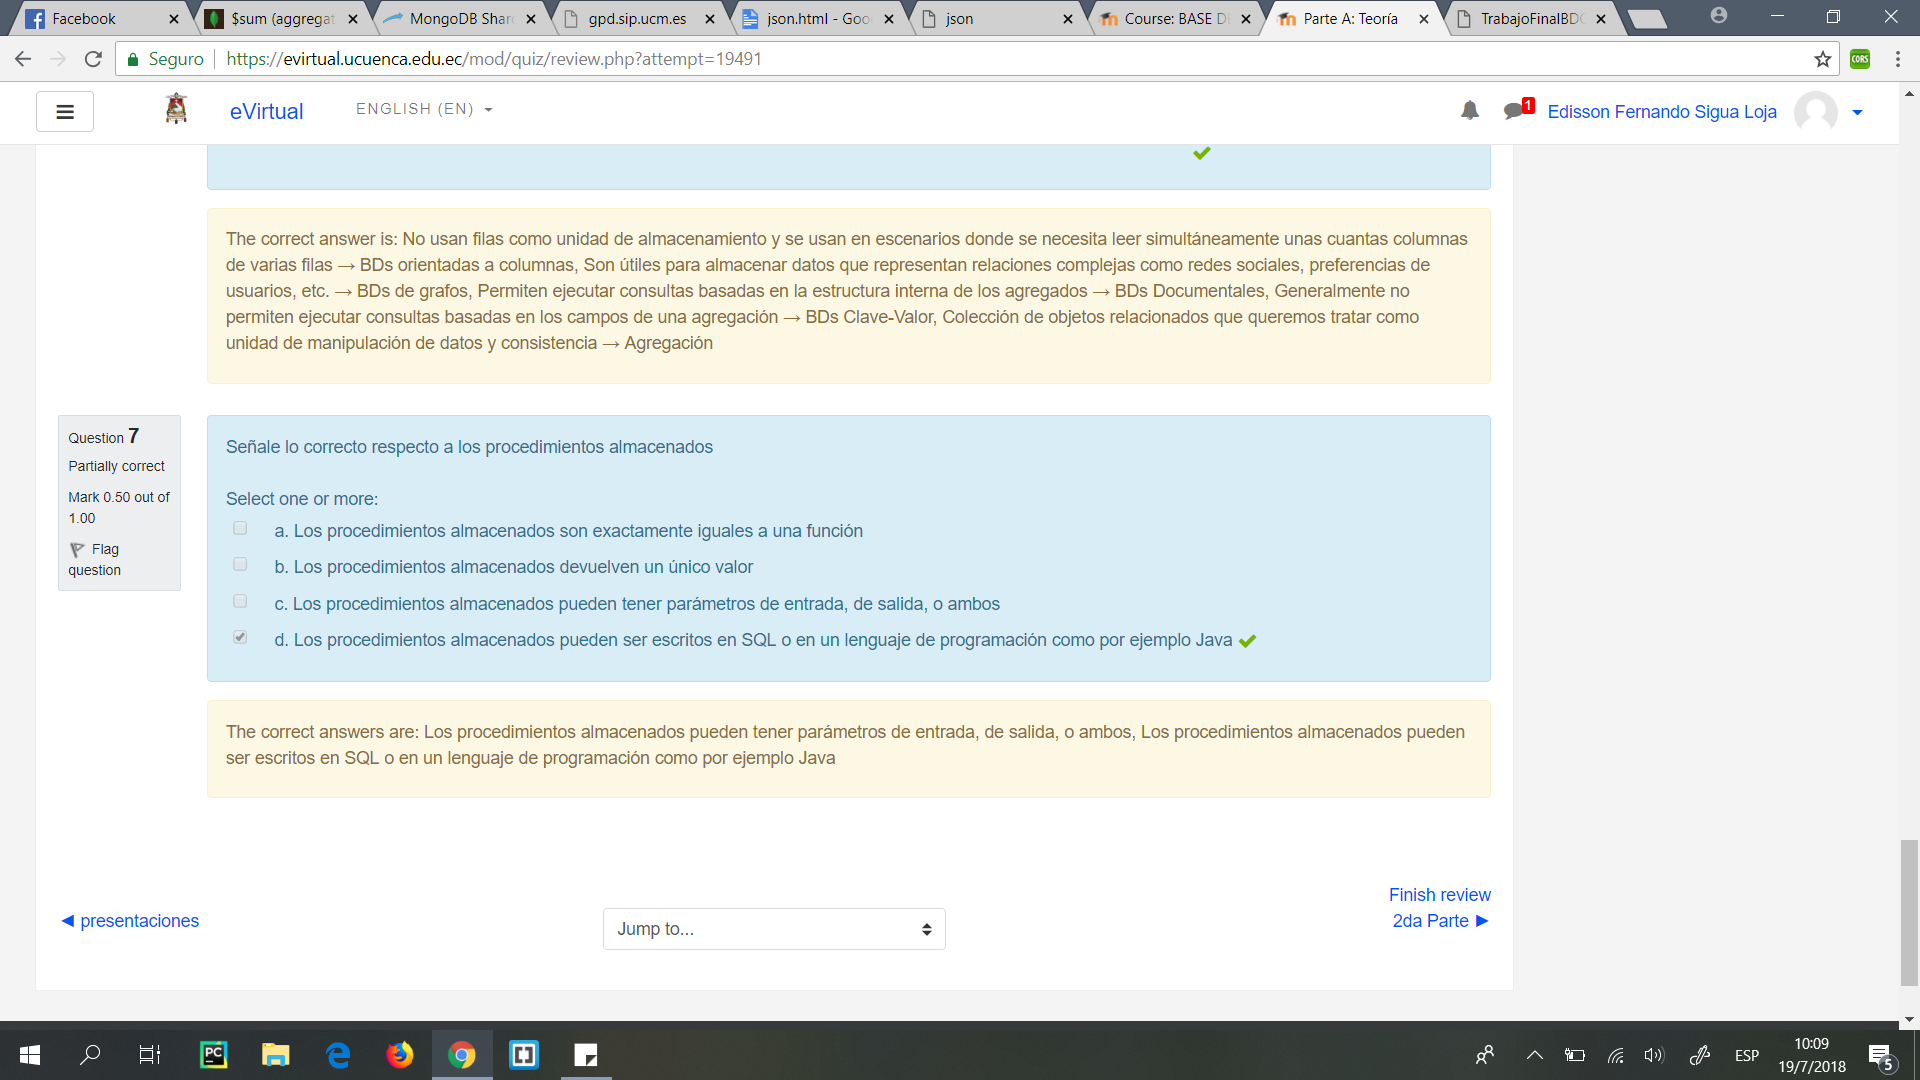 Facebook
$sum (aggregat
MongoDB Shar
gpd.sip.ucm.es
json.html - Goo
json
Course: BASE D
Parte A: Teoría
TrabajoFinalBD
Seguro
https://evirtual.ucuenca.edu.ec/mod/quiz/review.php?attempt=19491
CORS
eVirtual
ENGLISH (EN)
1
Edisson Fernando Sigua Loja
The correct answer is: No usan filas como unidad de almacenamiento y se usan en escenarios donde se necesita leer simultáneamente unas cuantas columnas
de varias filas → BDs orientadas a columnas, Son útiles para almacenar datos que representan relaciones complejas como redes sociales, preferencias de
usuarios, etc. → BDs de grafos, Permiten ejecutar consultas basadas en la estructura interna de los agregados → BDs Documentales, Generalmente no
permiten ejecutar consultas basadas en los campos de una agregación → BDs Clave-Valor, Colección de objetos relacionados que queremos tratar como
unidad de manipulación de datos y consistencia → Agregación
Question 7
Partially correct
Mark 0.50 out of
1.00
Flag
question
Señale lo correcto respecto a los procedimientos almacenados
Select one or more:
a. Los procedimientos almacenados son exactamente iguales a una función
b. Los procedimientos almacenados devuelven un único valor
c. Los procedimientos almacenados pueden tener parámetros de entrada, de salida, o ambos
d. Los procedimientos almacenados pueden ser escritos en SQL o en un lenguaje de programación como por ejemplo Java
The correct answers are: Los procedimientos almacenados pueden tener parámetros de entrada, de salida, o ambos, Los procedimientos almacenados pueden
ser escritos en SQL o en un lenguaje de programación como por ejemplo Java
◄ presentaciones
Jump to...
Finish review
2da Parte ►
PC
ESP
10:09
19/7/2018
5